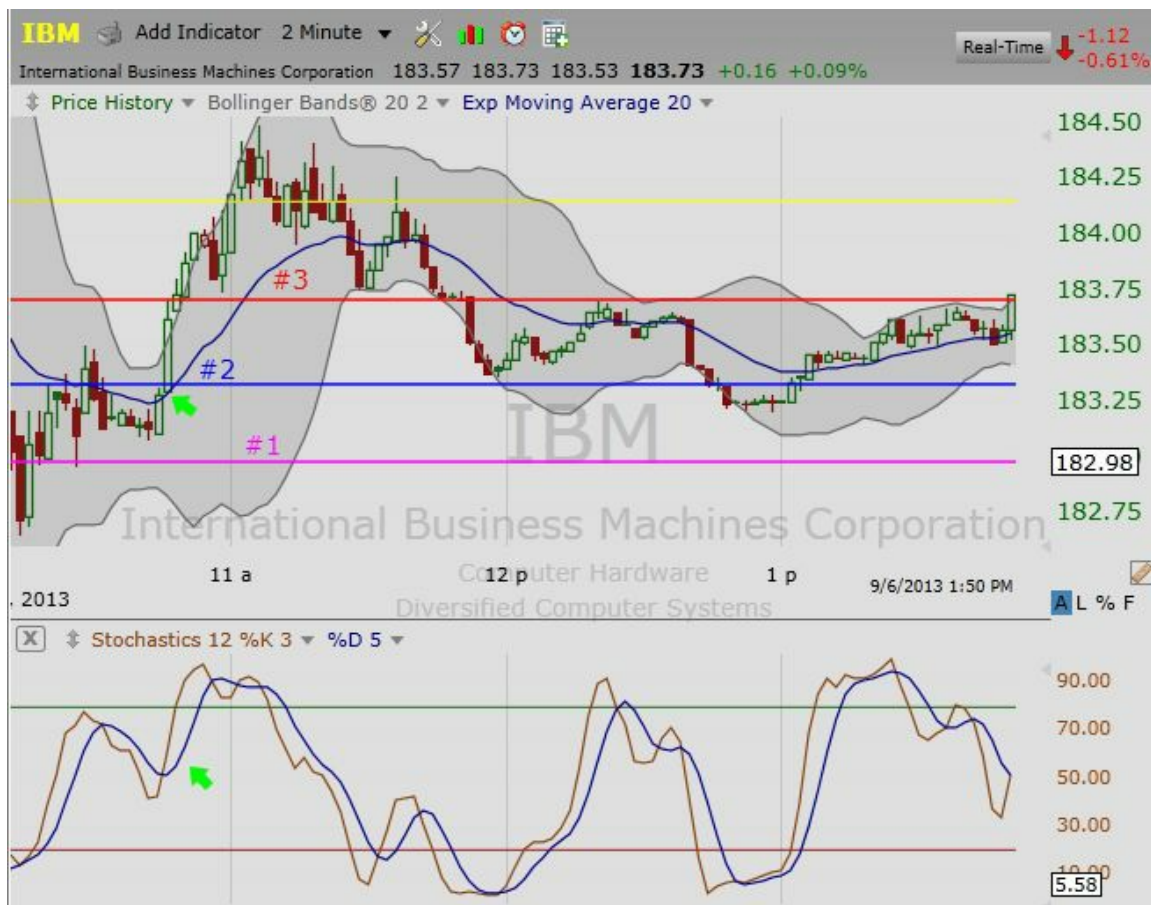 IBM Add Indicator 2 Minute
Real-Time -1.12
-0.61%
International Business Machines Corporation 183.57 183.73 183.53 183.73 +0.16 +0.09%
Price History Bollinger Bands® 20 2 Exp Moving Average 20
184.50
184.25
184.00
#3
183.75
183.50
#2
183.25
IBM
#1
182.98
182.75
International Business Machines Corporation
11 a 12 p 1 p
Computer Hardware
9/6/2013 1:50 PM
, 2013
Diversified Computer Systems
A L % F
X Stochastics 12 %K 3 %D 5
90.00
70.00
50.00
30.00
10.00
5.58